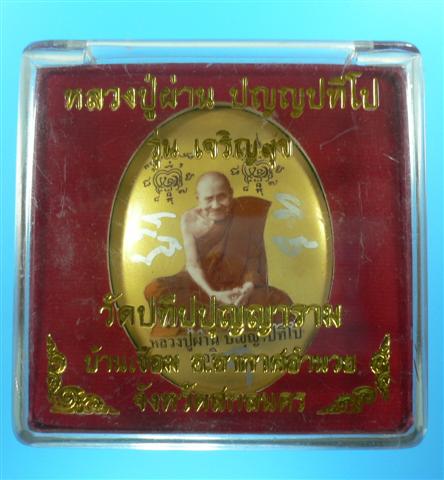 หลวงปู่ผ่าน ปญญปทีโป
รุ่น เจริญสุข
วัดปทีปปุญญาราม
หลวงปู่ผ่าน ปญญาปทีโป
บ้านเซือม อ.อากาศอำนวย
จังหวัดสกลนคร